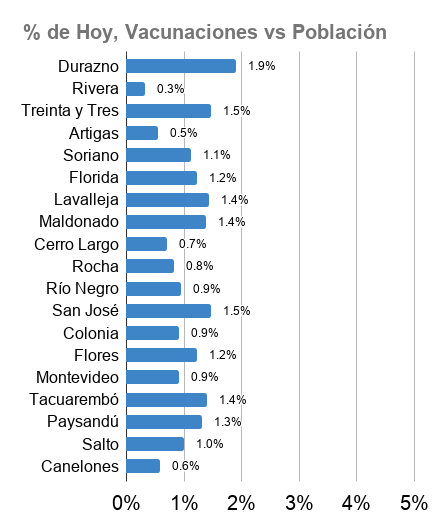 % de Hoy, Vacunaciones vs Población
Durazno 1.9%
Rivera 0.3%
Treinta y Tres 1.5%
Artigas 0.5%
Soriano 1.1%
Florida 1.2%
Lavalleja 1.4%
Maldonado 1.4%
Cerro Largo 0.7%
Rocha 0.8%
Río Negro 0.9%
San José 1.5%
Colonia 0.9%
Flores 1.2%
Montevideo 0.9%
Tacuarembó 1.4%
Paysandú 1.3%
Salto 1.0%
Canelones 0.6%
0% 1% 2% 3% 4% 5%